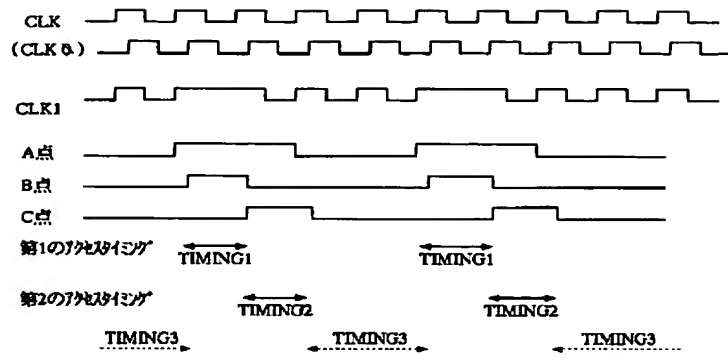 CLK
(CLK δ)
CLK1
A点
B点
C点
第1のアクセスタイミング
TIMING1 TIMING1
第2のアクセスタイミング
TIMING2 TIMING2
TIMING3 TIMING3 TIMING3